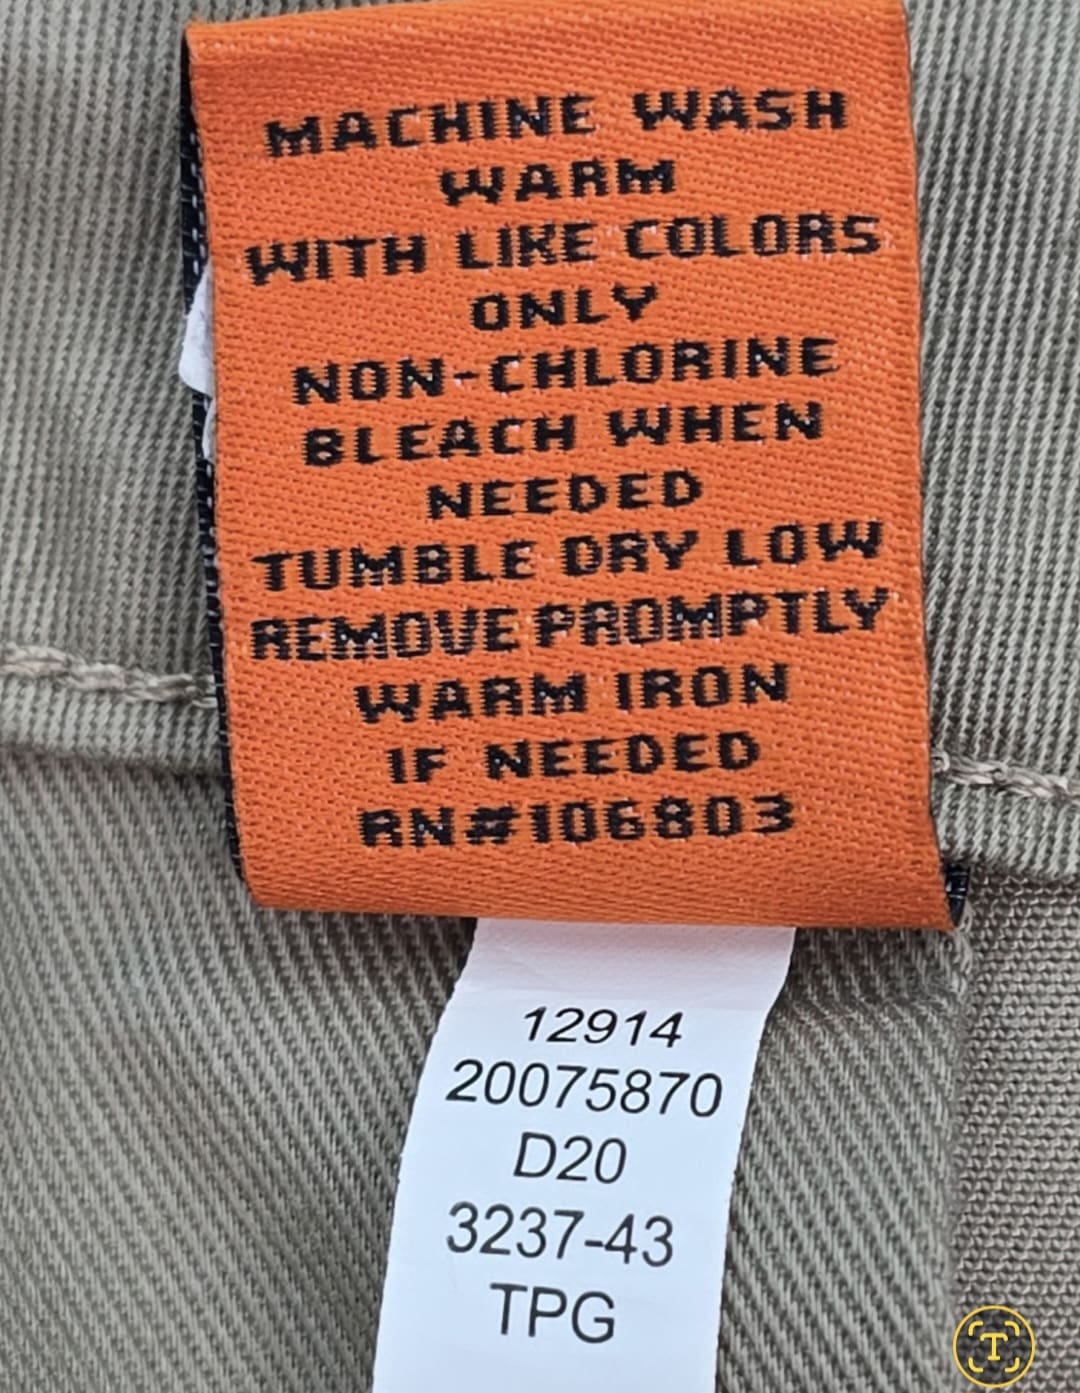 MACHINE WASH
WARM
WITH LIKE COLORS
ONLY
NON-CHLORINE
BLEACH WHEN
NEEDED
TUMBLE DRY LOW
REMOVE PROMPTLY
WARM IRON
IF NEEDED
RN#106803
12914
20075870
D20
3237-43
TPG
T